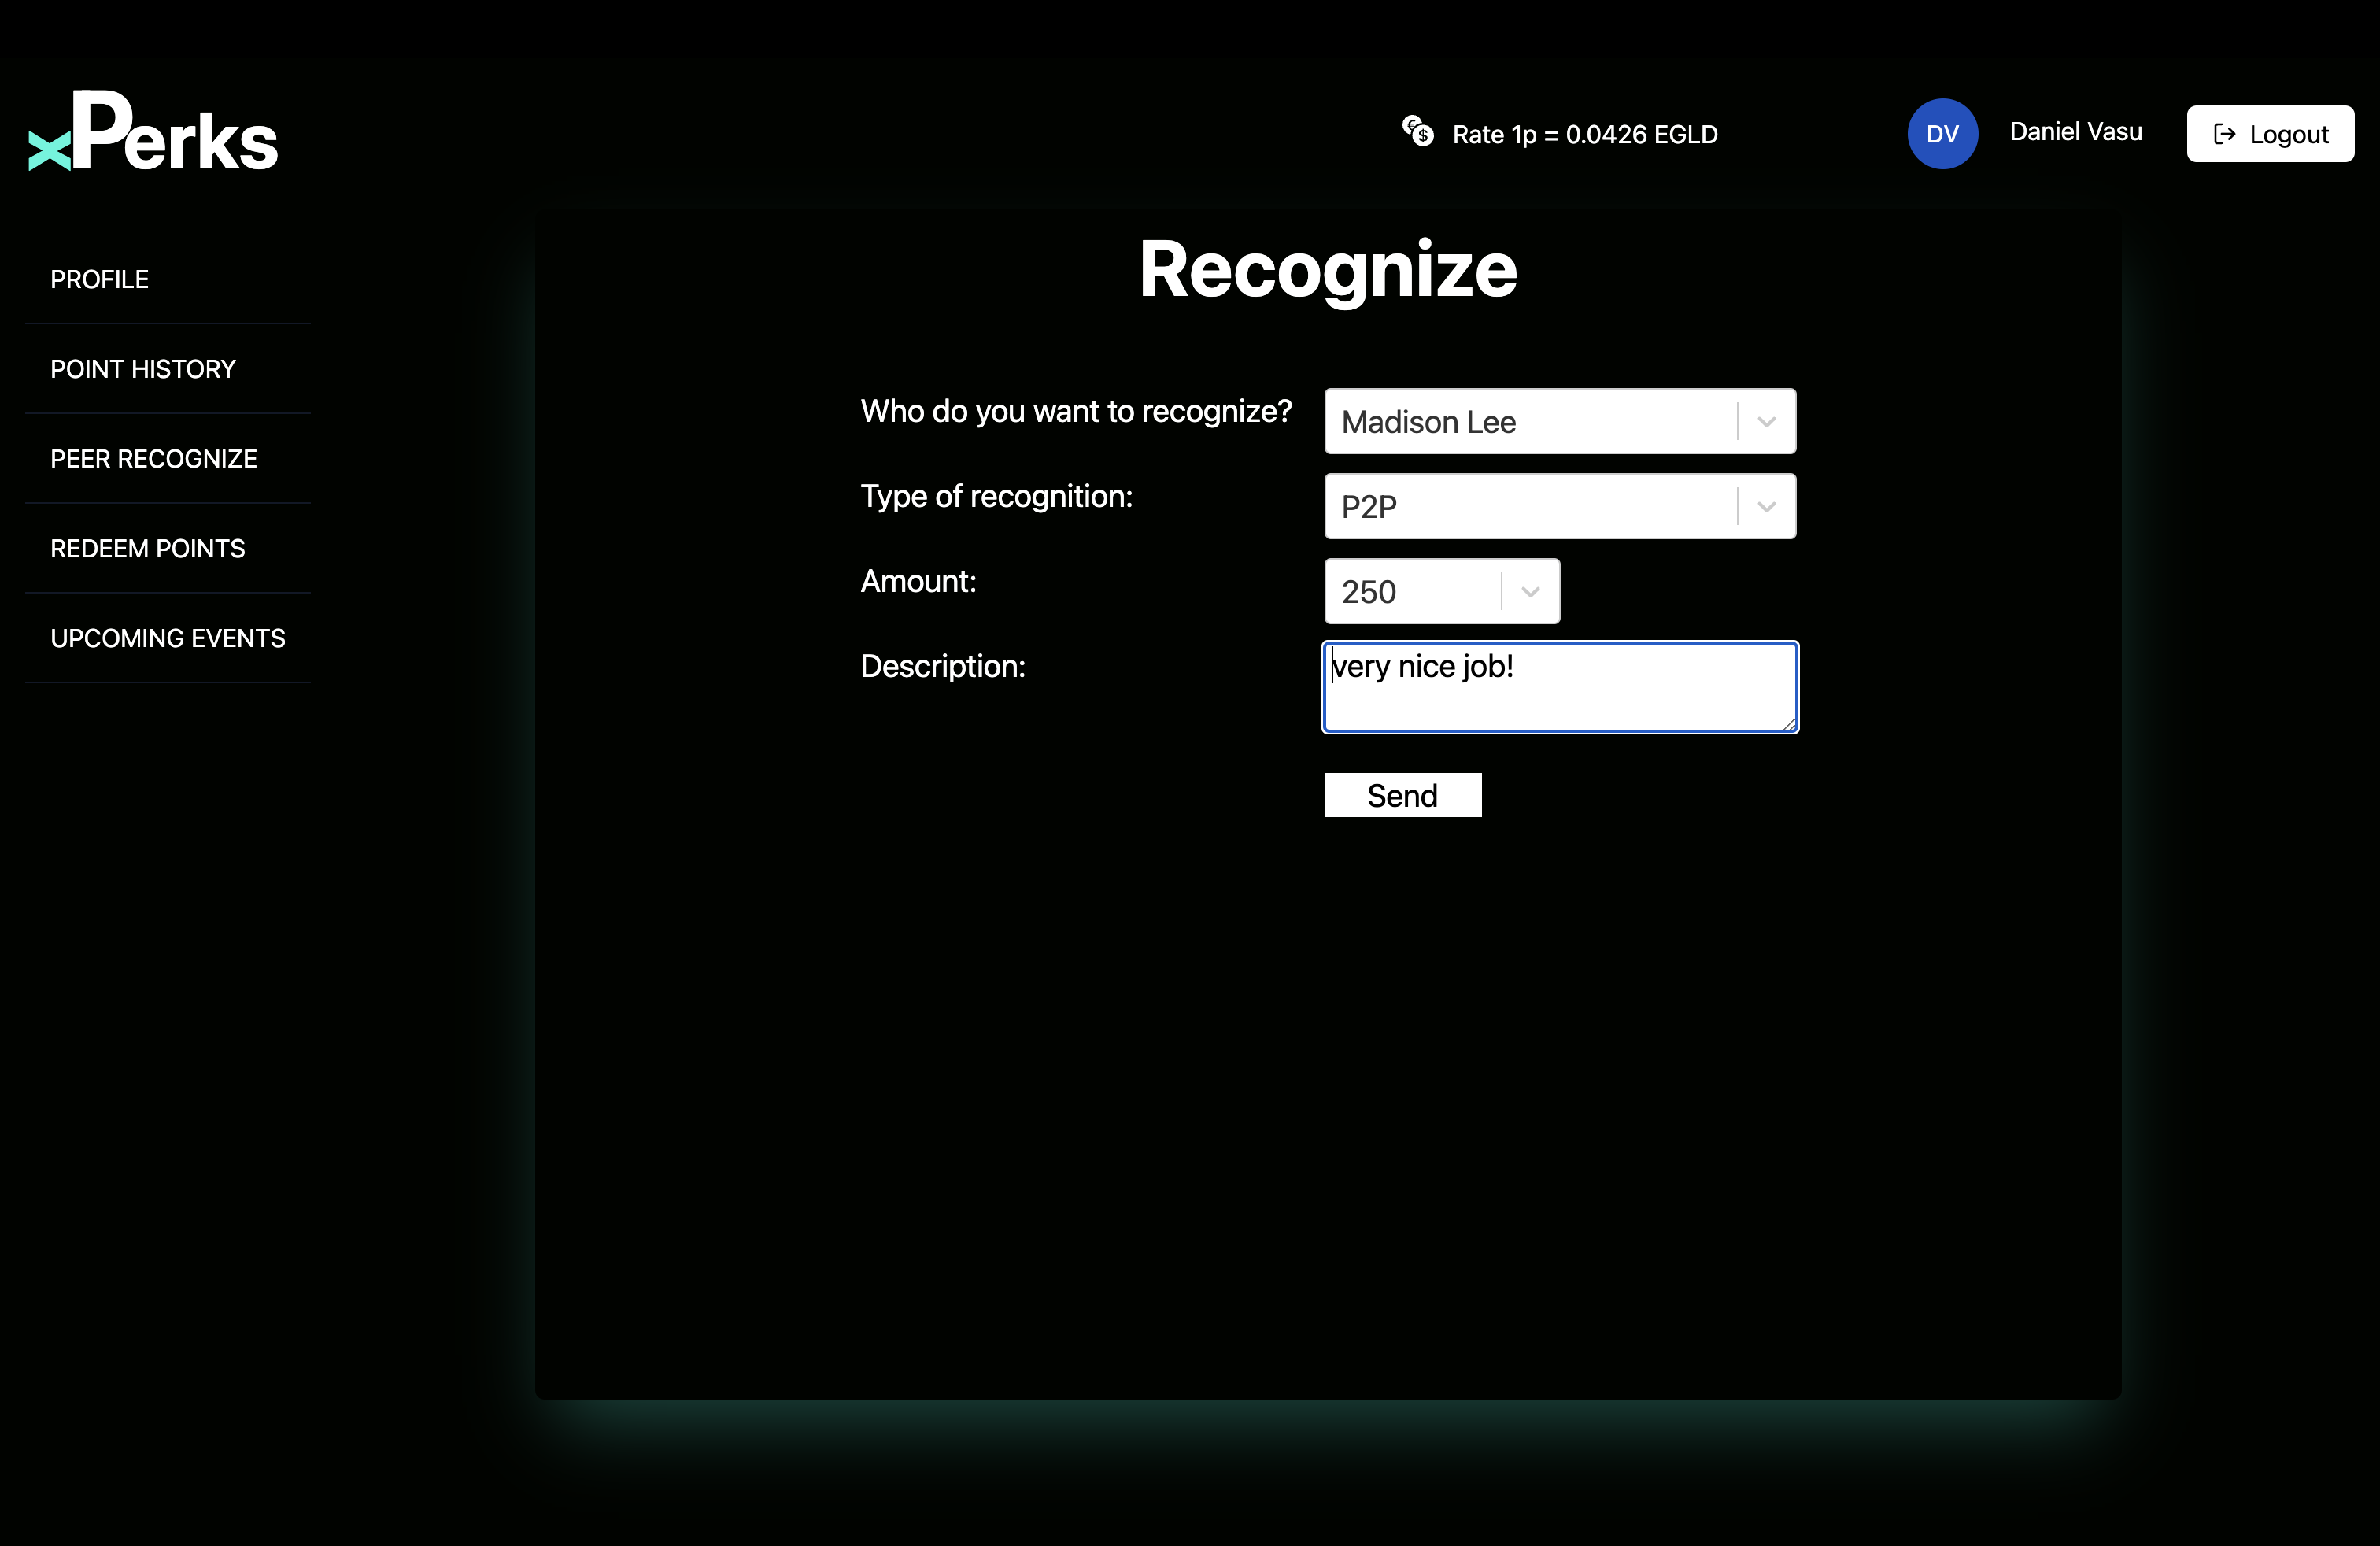 xPerks
Rate 1p = 0.0426 EGLD
DV
Daniel Vasu
Logout
PROFILE
POINT HISTORY
PEER RECOGNIZE
REDEEM POINTS
UPCOMING EVENTS
Recognize
Who do you want to recognize? Madison Lee
Type of recognition: P2P
Amount: 250
Description: very nice job!
Send